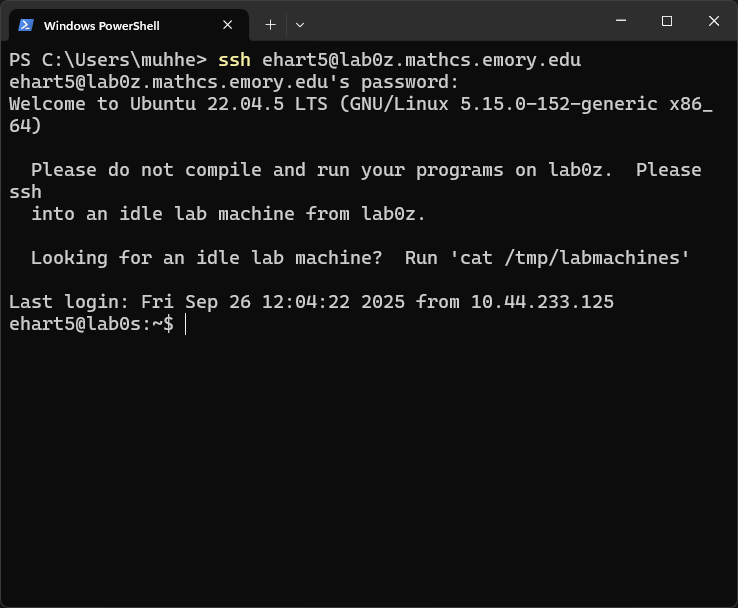 Windows PowerShell
PS C:\Users\muhhe> ssh ehart5@lab0z.mathcs.emory.edu
ehart5@lab0z.mathcs.emory.edu's password:
Welcome to Ubuntu 22.04.5 LTS (GNU/Linux 5.15.0-152-generic x86_
64)
Please do not compile and run your programs on lab0z.  Please
ssh
into an idle lab machine from lab0z.
Looking for an idle lab machine?  Run 'cat /tmp/labmachines'
Last login: Fri Sep 26 12:04:22 2025 from 10.44.233.125
ehart5@lab0s:~$